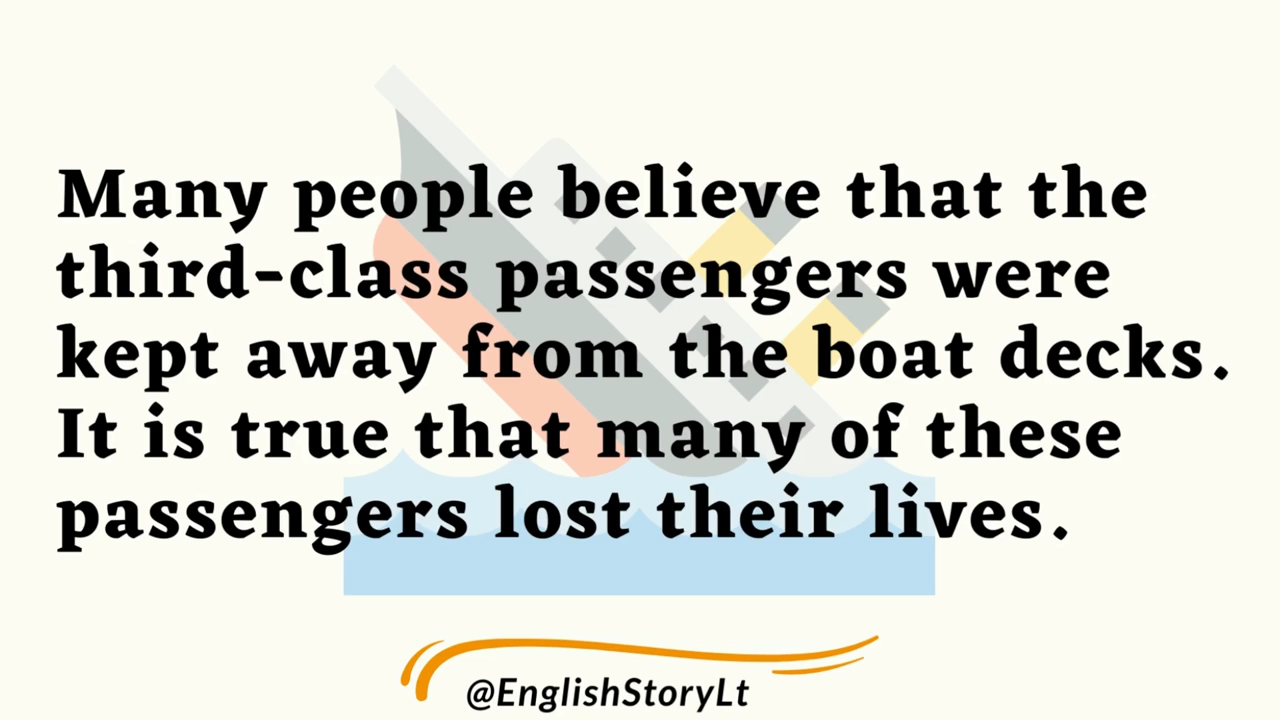 Many people believe that the
third-class passengers were
kept away from the boat decks.
It is true that many of these
passengers lost their lives.
@EnglishStoryLt